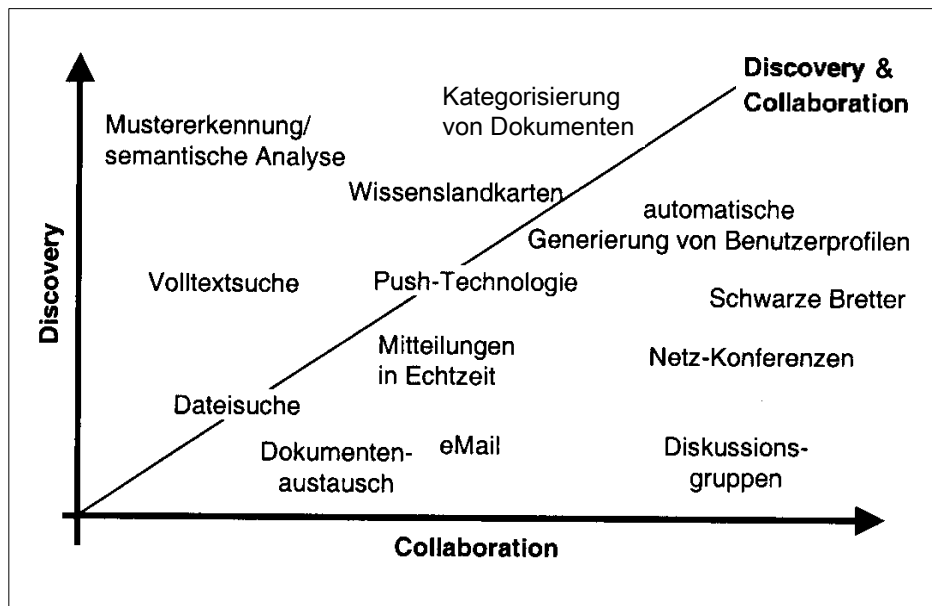 Discovery &
Collaboration
Kategorisierung
von Dokumenten
Mustererkennung/
semantische Analyse
Wissenslandkarten
automatische
Generierung von Benutzerprofilen
Volltextsuche
Push-Technologie
Schwarze Bretter
Mitteilungen
in Echtzeit
Netz-Konferenzen
Dateisuche
Dokumenten-
austausch
eMail
Diskussions-
gruppen
Discovery
Collaboration